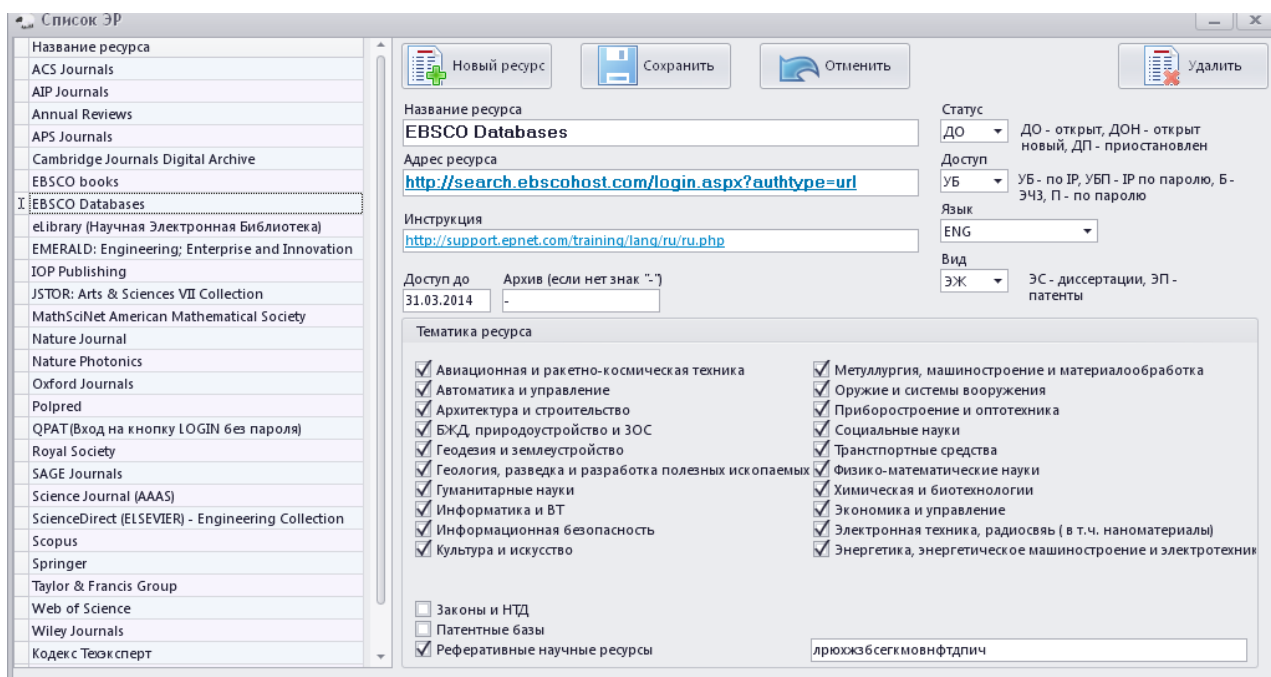 Список ЭР
Название ресурса
ACS Journals
AIP Journals
Annual Reviews
APS Journals
Cambridge Journals Digital Archive
EBSCO books
EBSCO Databases
eLibrary (Научная Электронная Библиотека)
EMERALD: Engineering; Enterprise and Innovation
IOP Publishing
JSTOR: Arts & Sciences VII Collection
MathSciNet American Mathematical Society
Nature Journal
Nature Photonics
Oxford Journals
Polpred
QPAT(Вход на кнопку LOGIN без пароля)
Royal Society
SAGE Journals
Science Journal (AAAS)
ScienceDirect (ELSEVIER) - Engineering Collection
Scopus
Springer
Taylor & Francis Group
Web of Science
Wiley Journals
Кодекс Техэксперт
Новый ресурс
Сохранить
Отменить
Удалить
Название ресурса
EBSCO Databases
Адрес ресурса
http://search.ebscohost.com/login.aspx?authtype=url
Инструкция
http://support.epnet.com/training/lang/ru/ru.php
Доступ до
31.03.2014
Архив (если нет знак "-")
-
Статус
ДО
ДО - открыт, ДОН - открыт
новый, ДП - приостановлен
Доступ
УБ
УБ - по IP, УБП - IP по паролю, Б -
ЭЧЗ, П - по паролю
Язык
ENG
Вид
ЭЖ
ЭС - диссертации, ЭП -
патенты
Тематика ресурса
Авиационная и ракетно-космическая техника
Автоматика и управление
Архитектура и строительство
БЖД, природоустройство и ЗОС
Геодезия и землеустройство
Геология, разведка и разработка полезных ископаемых
Гуманитарные науки
Информатика и ВТ
Информационная безопасность
Культура и искусство
Метуллургия, машиностроение и материалообработка
Оружие и системы вооружения
Приборостроение и оптотехника
Социальные науки
Транстпортные средства
Физико-математические науки
Химическая и биотехнологии
Экономика и управление
Электронная техника, радиосвяь ( в т.ч. наноматериалы)
Энергетика, энергетическое машиностроение и электротехник
Законы и НТД
Патентные базы
Реферативные научные ресурсы
лрюхжзбсегкмовнфтдпич